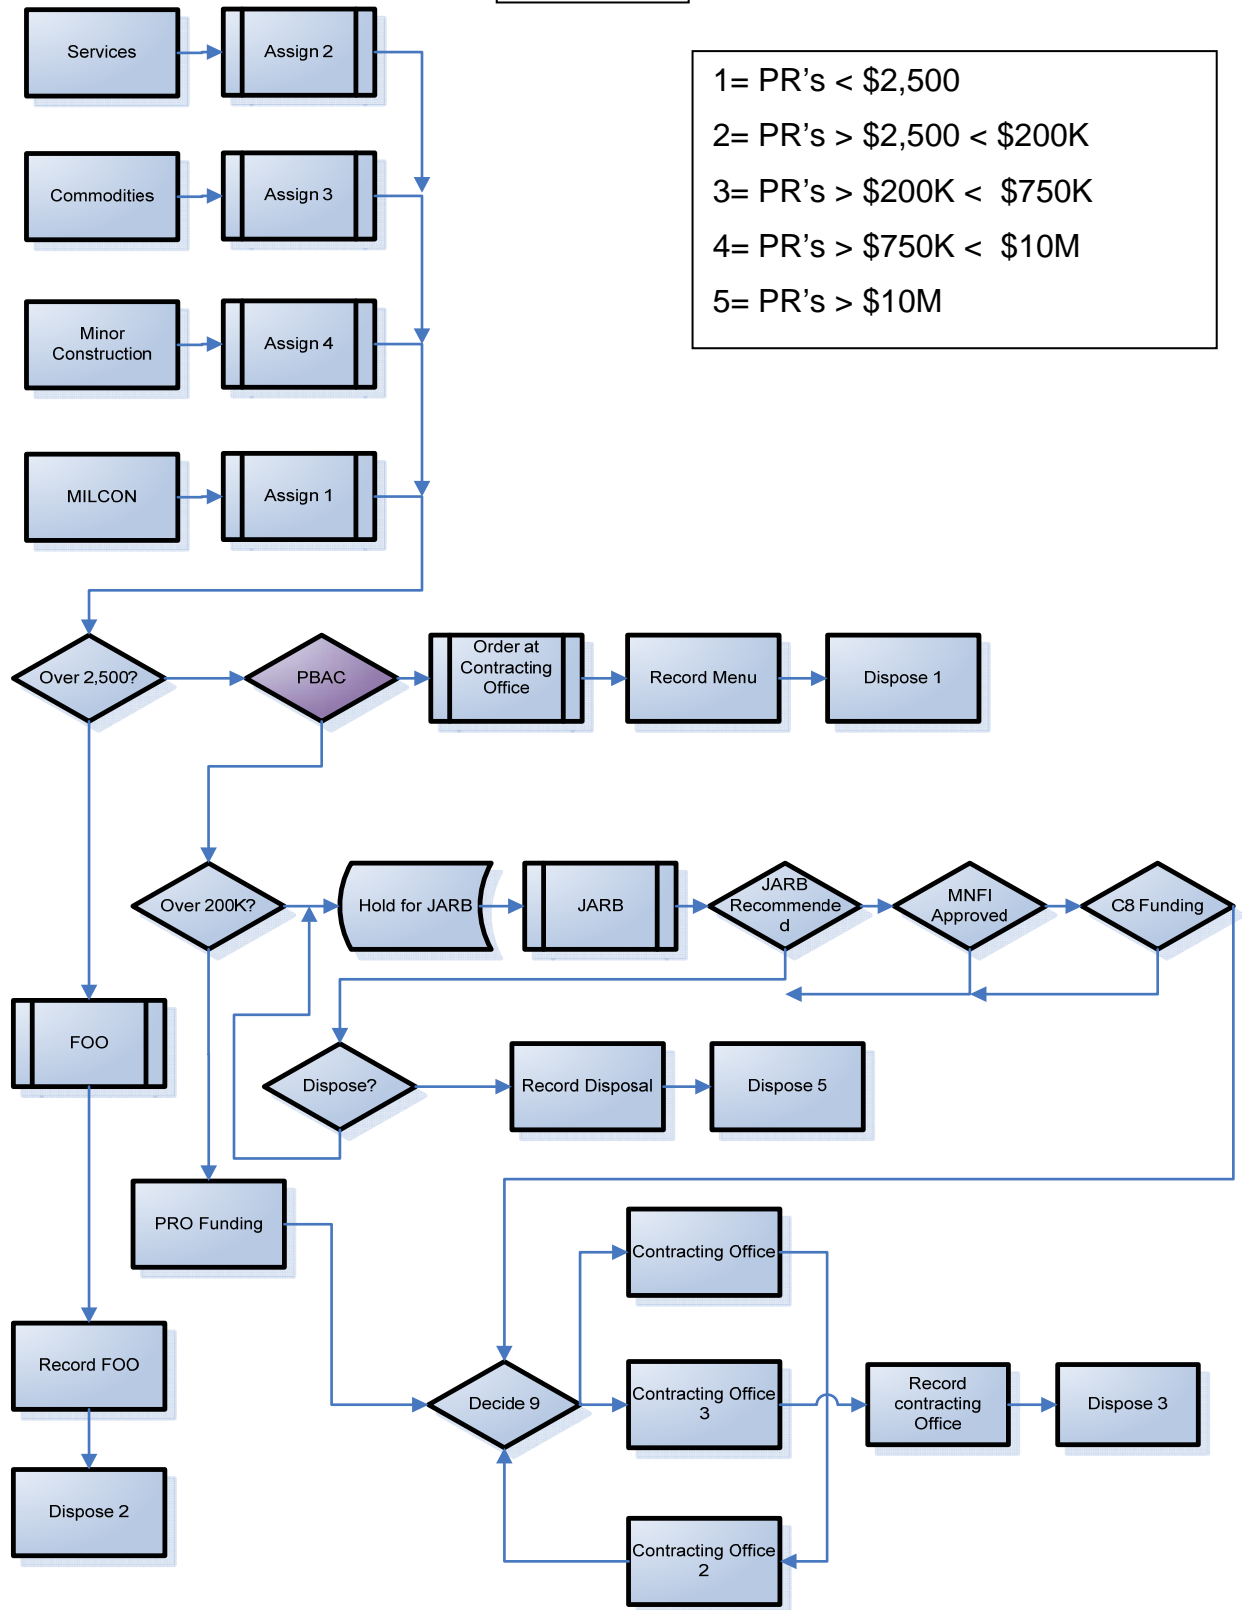 Services
Assign 2
1= PR's < $2,500
2= PR's > $2,500 < $200K
3= PR's > $200K <  $750K
4= PR's > $750K <  $10M
5= PR's > $10M
Commodities
Assign 3
Minor
Construction
Assign 4
MILCON
Assign 1
Over 2,500?
PBAC
Order at
Contracting
Office
Record Menu
Dispose 1
Over 200K?
Hold for JARB
JARB
JARB
Recommende
d
MNFI
Approved
C8 Funding
FOO
Dispose?
Record Disposal
Dispose 5
PRO Funding
Contracting Office
Record FOO
Decide 9
Contracting Office
3
Record
contracting
Office
Dispose 3
Dispose 2
Contracting Office
2